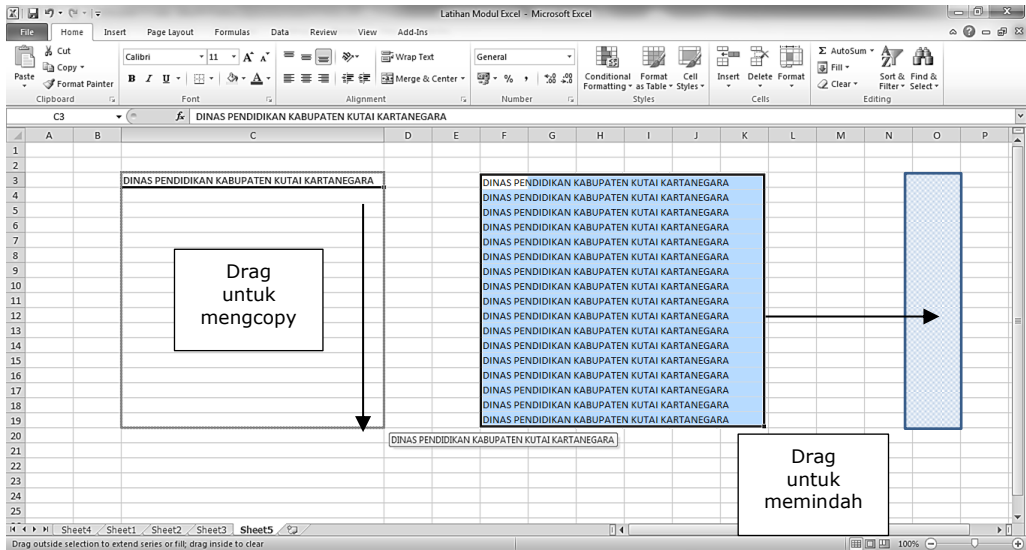 Latihan Modul Excel - Microsoft Excel
File Home Insert Page Layout Formulas Data Review View Add-Ins
Paste
Cut
Copy
Format Painter
Clipboard
Calibri 11 A A
B I U A
Font
Wrap Text
Merge & Center
Alignment
General
% , .0 .00 .00 .0
Number
Conditional Formatting
Format as Table
Cell Styles
Styles
Insert Delete Format
Cells
Σ AutoSum
Fill
Clear
Sort & Filter
Find & Select
Editing
C3 fx DINAS PENDIDIKAN KABUPATEN KUTAI KARTANEGARA
A B C D E F G H I J K L M N O P
1
2
3 DINAS PENDIDIKAN KABUPATEN KUTAI KARTANEGARA DINAS PENDIDIKAN KABUPATEN KUTAI KARTANEGARA
4 DINAS PENDIDIKAN KABUPATEN KUTAI KARTANEGARA
5 DINAS PENDIDIKAN KABUPATEN KUTAI KARTANEGARA
6 DINAS PENDIDIKAN KABUPATEN KUTAI KARTANEGARA
7 DINAS PENDIDIKAN KABUPATEN KUTAI KARTANEGARA
8 DINAS PENDIDIKAN KABUPATEN KUTAI KARTANEGARA
9 DINAS PENDIDIKAN KABUPATEN KUTAI KARTANEGARA
10 DINAS PENDIDIKAN KABUPATEN KUTAI KARTANEGARA
11 DINAS PENDIDIKAN KABUPATEN KUTAI KARTANEGARA
12 DINAS PENDIDIKAN KABUPATEN KUTAI KARTANEGARA
13 DINAS PENDIDIKAN KABUPATEN KUTAI KARTANEGARA
14 DINAS PENDIDIKAN KABUPATEN KUTAI KARTANEGARA
15 DINAS PENDIDIKAN KABUPATEN KUTAI KARTANEGARA
16 DINAS PENDIDIKAN KABUPATEN KUTAI KARTANEGARA
17 DINAS PENDIDIKAN KABUPATEN KUTAI KARTANEGARA
18 DINAS PENDIDIKAN KABUPATEN KUTAI KARTANEGARA
19 DINAS PENDIDIKAN KABUPATEN KUTAI KARTANEGARA
20 DINAS PENDIDIKAN KABUPATEN KUTAI KARTANEGARA
21
22
23
24
25
Drag
untuk
mengcopy
Drag
untuk
memindah
Sheet4 Sheet1 Sheet2 Sheet3 Sheet5
Drag outside selection to extend series or fill; drag inside to clear 100%